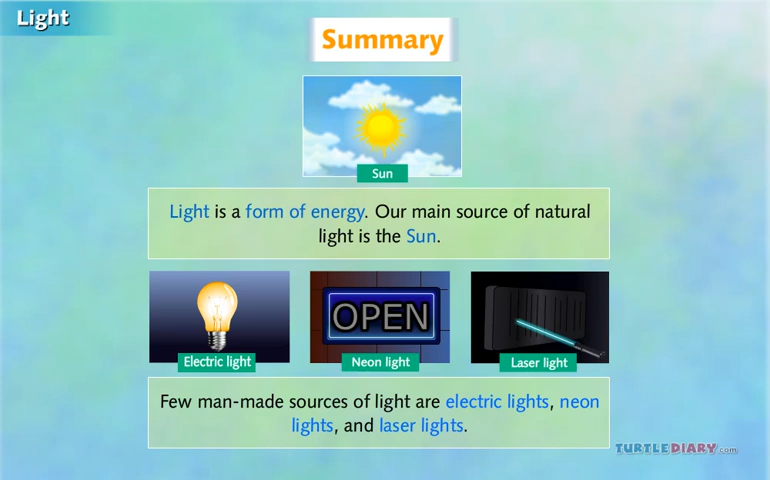 Light
Summary
Sun
Light is a form of energy. Our main source of natural
light is the Sun.
OPEN
Electric light
Neon light
Laser light
Few man-made sources of light are electric lights, neon
lights, and laser lights.
TURTLEDIARY.com